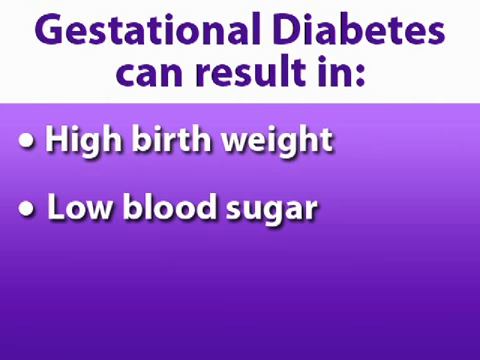 Gestational Diabetes
can result in:
• High birth weight
• Low blood sugar